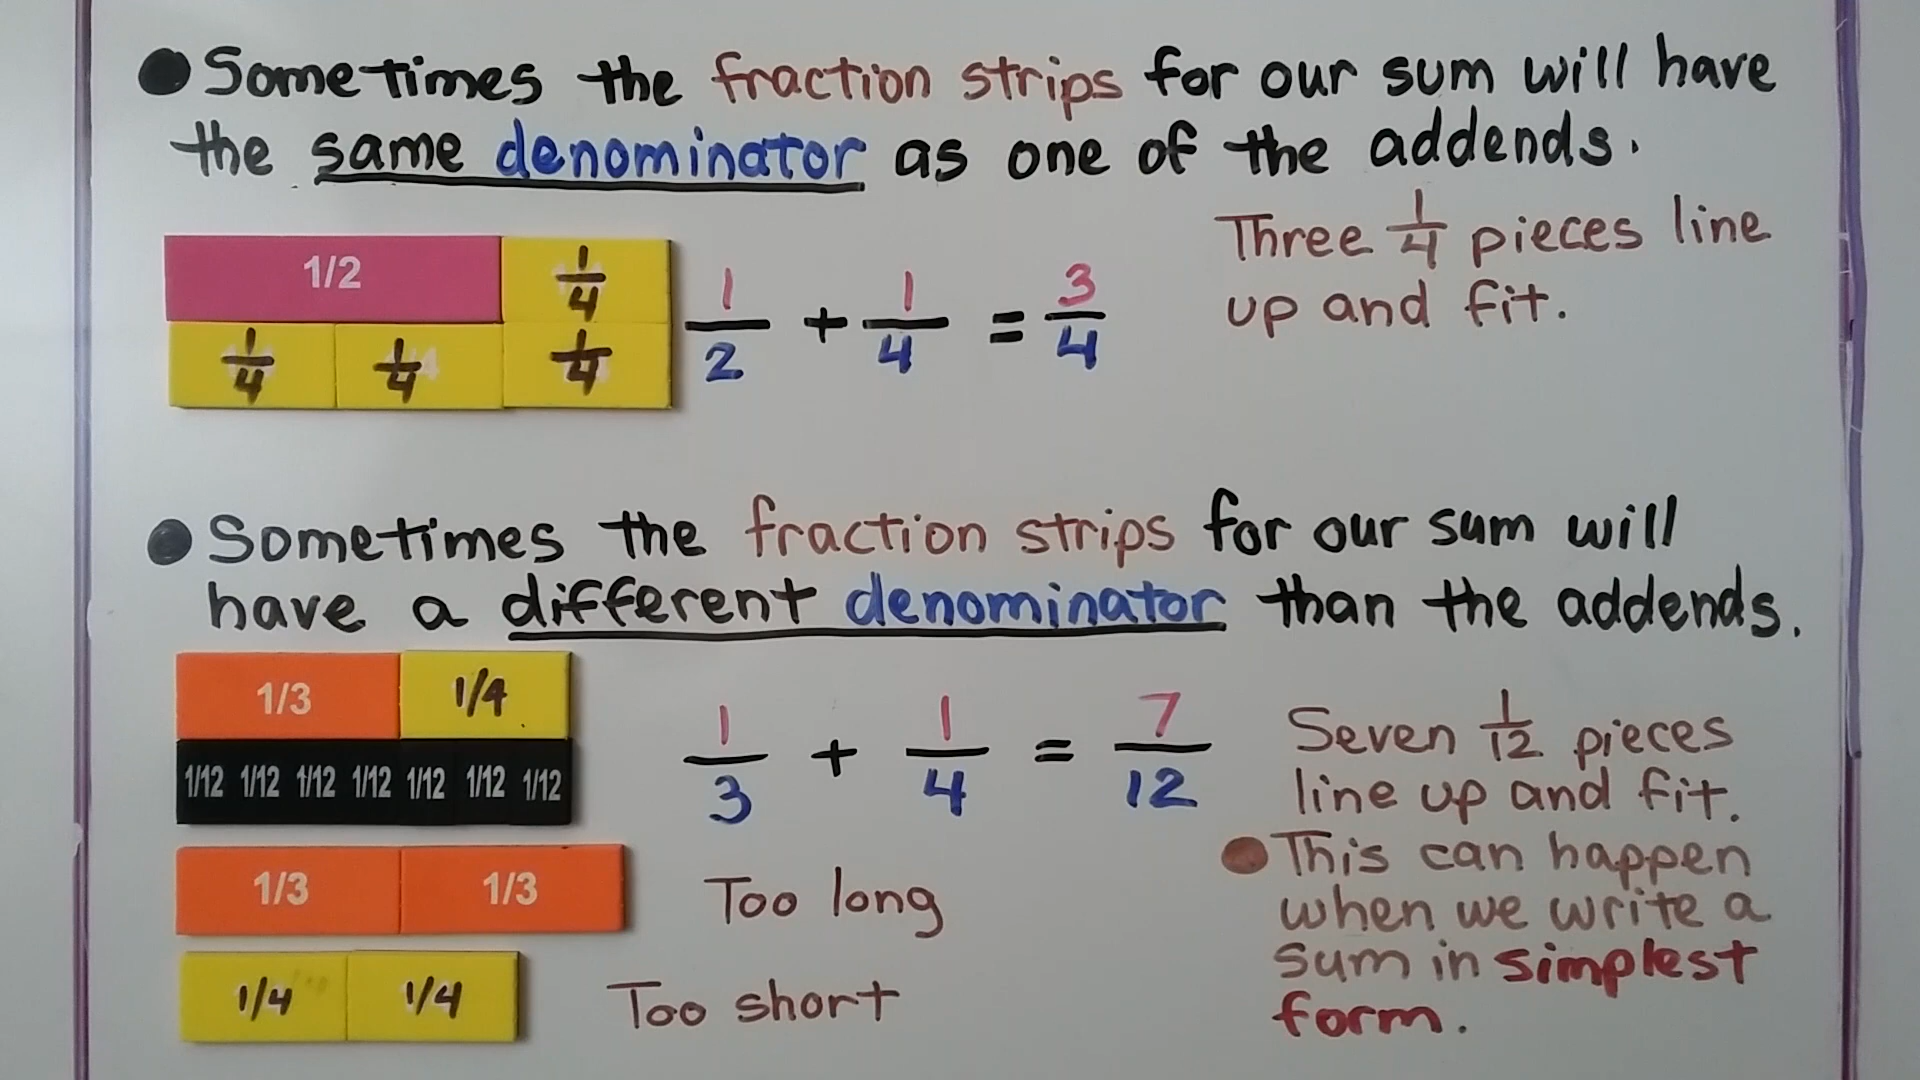 ● Sometimes the fraction strips for our sum will have
the same denominator as one of the addends.
1/2 1/4
1/4 1/4 1/4
1/2 + 1/4 = 3/4
Three 1/4 pieces line
up and fit.
● Sometimes the fraction strips for our sum will
have a different denominator than the addends.
1/3 1/4
1/12 1/12 1/12 1/12 1/12 1/12 1/12
1/3 + 1/4 = 7/12
Seven 1/12 pieces
line up and fit.
1/3 1/3
Too long
1/4 1/4
Too short
● This can happen
when we write a
sum in simplest
form.